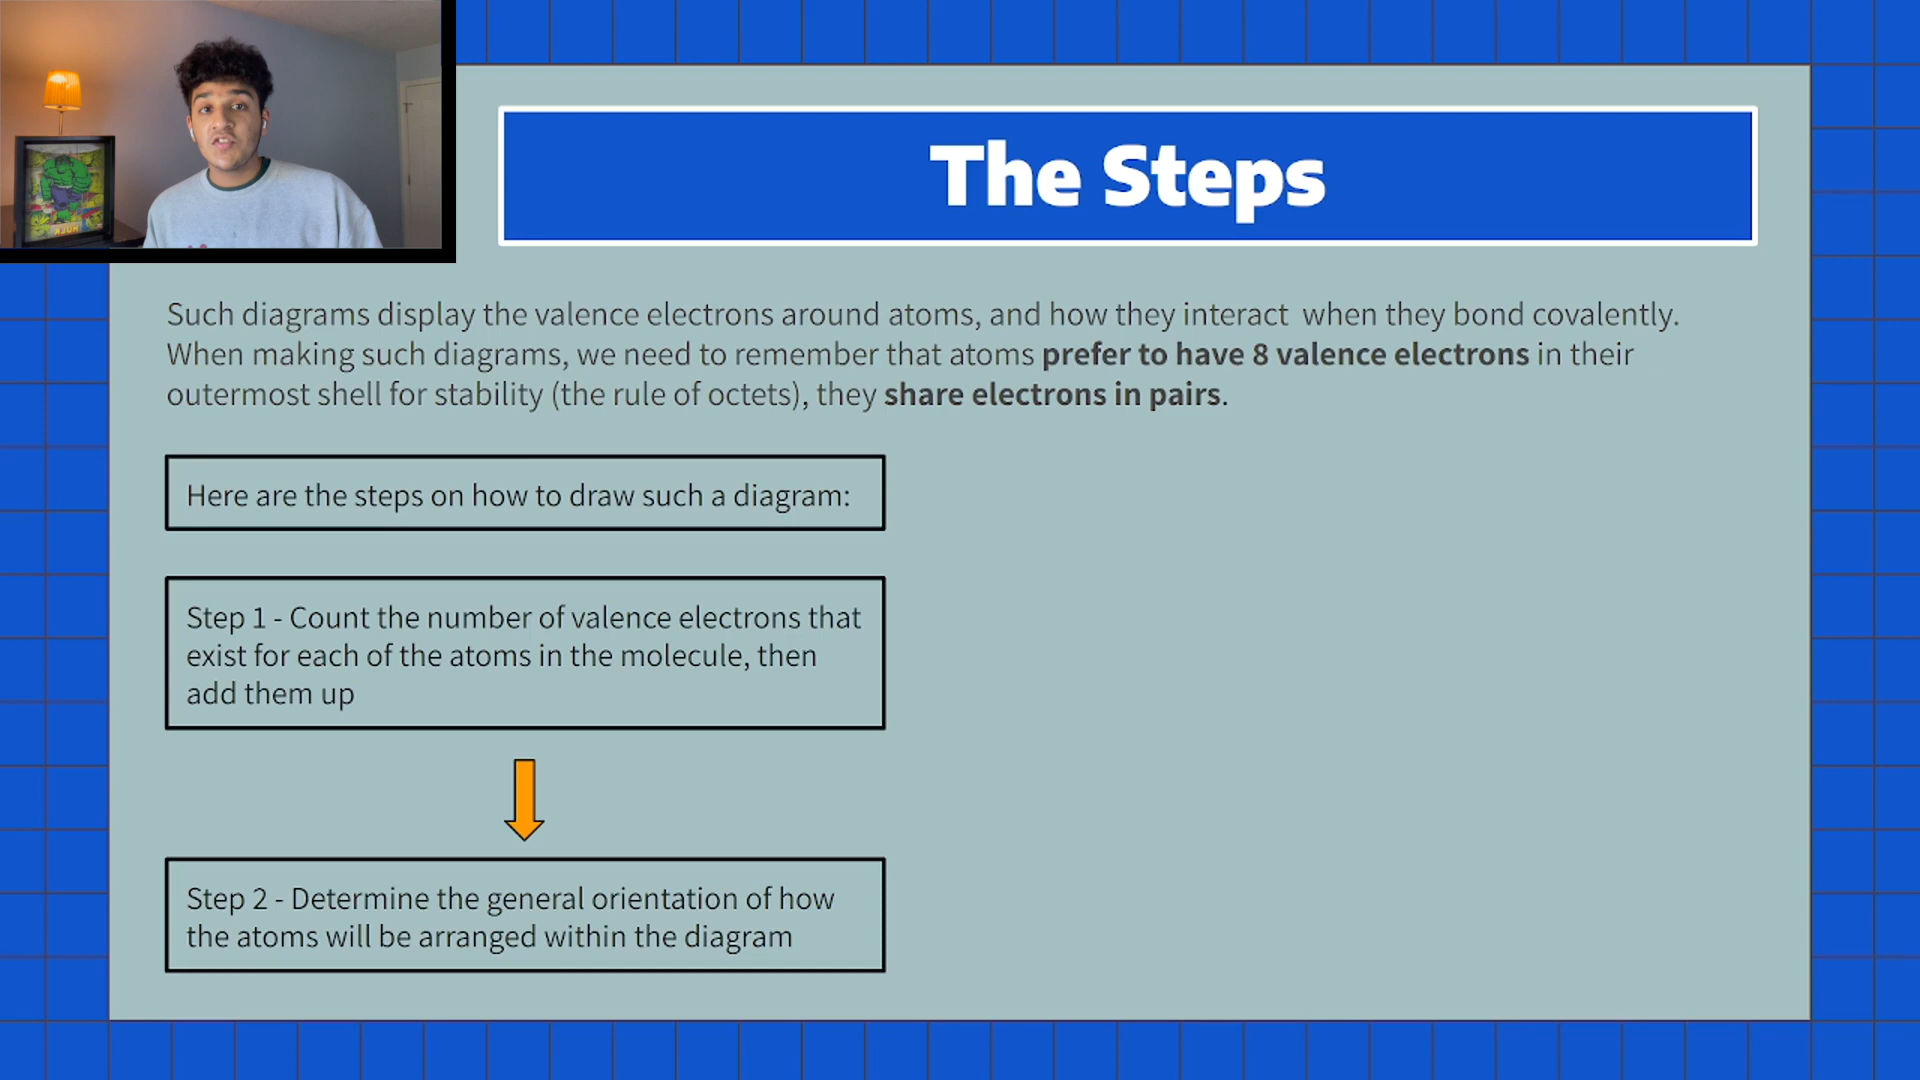 The Steps
Such diagrams display the valence electrons around atoms, and how they interact when they bond covalently.
When making such diagrams, we need to remember that atoms prefer to have 8 valence electrons in their
outermost shell for stability (the rule of octets), they share electrons in pairs.
Here are the steps on how to draw such a diagram:
Step 1 - Count the number of valence electrons that
exist for each of the atoms in the molecule, then
add them up
Step 2 - Determine the general orientation of how
the atoms will be arranged within the diagram